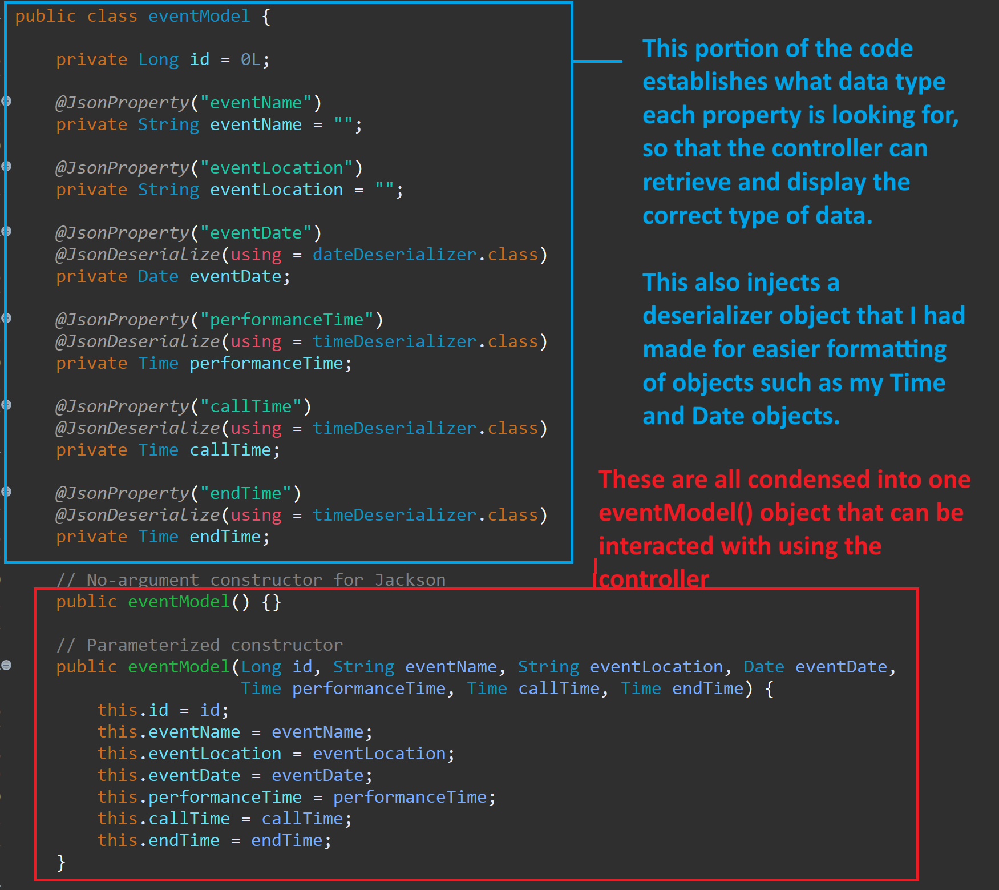 public class eventModel {
private Long id = 0L;
@JsonProperty("eventName")
private String eventName = "";
@JsonProperty("eventLocation")
private String eventLocation = "";
@JsonProperty("eventDate")
@JsonDeserialize(using = dateDeserializer.class)
private Date eventDate;
@JsonProperty("performanceTime")
@JsonDeserialize(using = timeDeserializer.class)
private Time performanceTime;
@JsonProperty("callTime")
@JsonDeserialize(using = timeDeserializer.class)
private Time callTime;
@JsonProperty("endTime")
@JsonDeserialize(using = timeDeserializer.class)
private Time endTime;
This portion of the code
establishes what data type
each property is looking for,
so that the controller can
retrieve and display the
correct type of data.
This also injects a
deserializer object that I had
made for easier formatting
of objects such as my Time
and Date objects.
These are all condensed into one
eventModel() object that can be
interacted with using the
controller
// No-argument constructor for Jackson
public eventModel() {}
// Parameterized constructor
public eventModel(Long id, String eventName, String eventLocation, Date eventDate,
Time performanceTime, Time callTime, Time endTime) {
this.id = id;
this.eventName = eventName;
this.eventLocation = eventLocation;
this.eventDate = eventDate;
this.performanceTime = performanceTime;
this.callTime = callTime;
this.endTime = endTime;
}